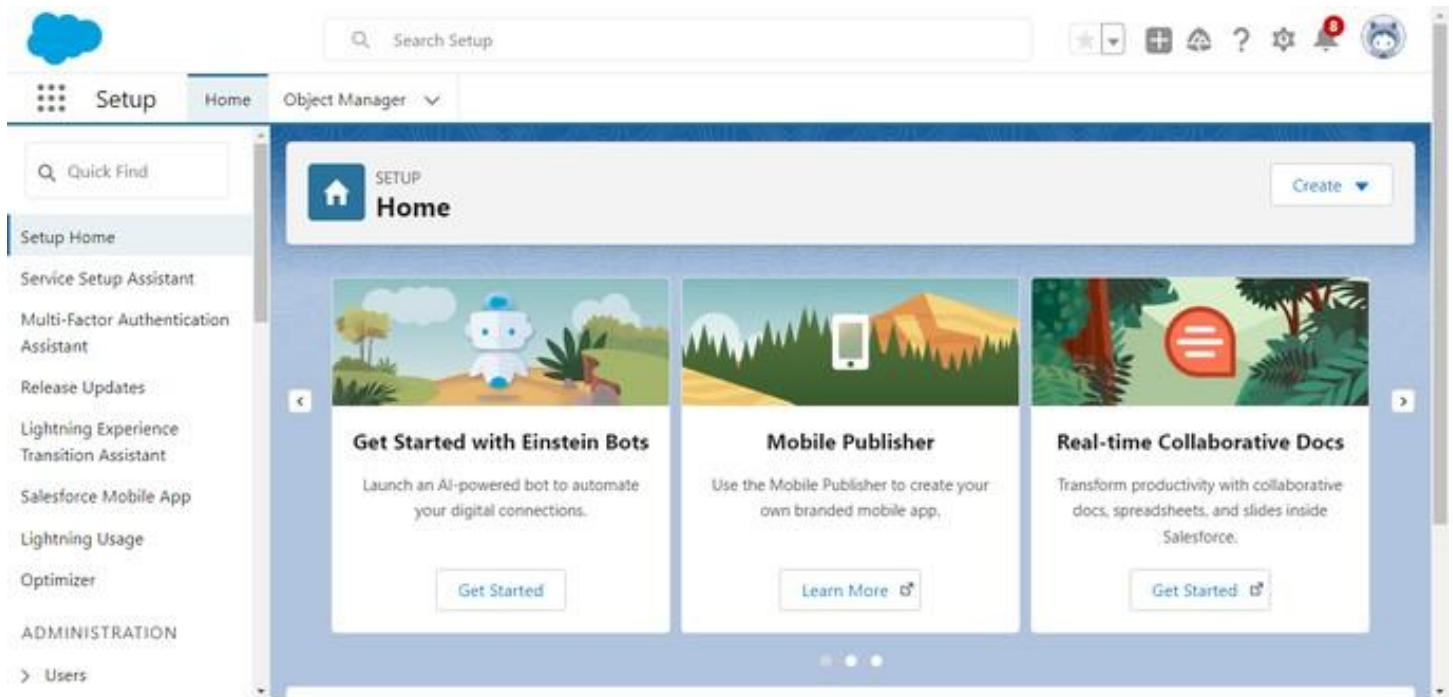 Search Setup
8
Setup
Home
Object Manager
Quick Find
Setup Home
Service Setup Assistant
Multi-Factor Authentication
Assistant
Release Updates
Lightning Experience
Transition Assistant
Salesforce Mobile App
Lightning Usage
Optimizer
ADMINISTRATION
Users
SETUP
Home
Create
Get Started with Einstein Bots
Launch an AI-powered bot to automate
your digital connections.
Get Started
Mobile Publisher
Use the Mobile Publisher to create your
own branded mobile app.
Learn More
Real-time Collaborative Docs
Transform productivity with collaborative
docs, spreadsheets, and slides inside
Salesforce.
Get Started